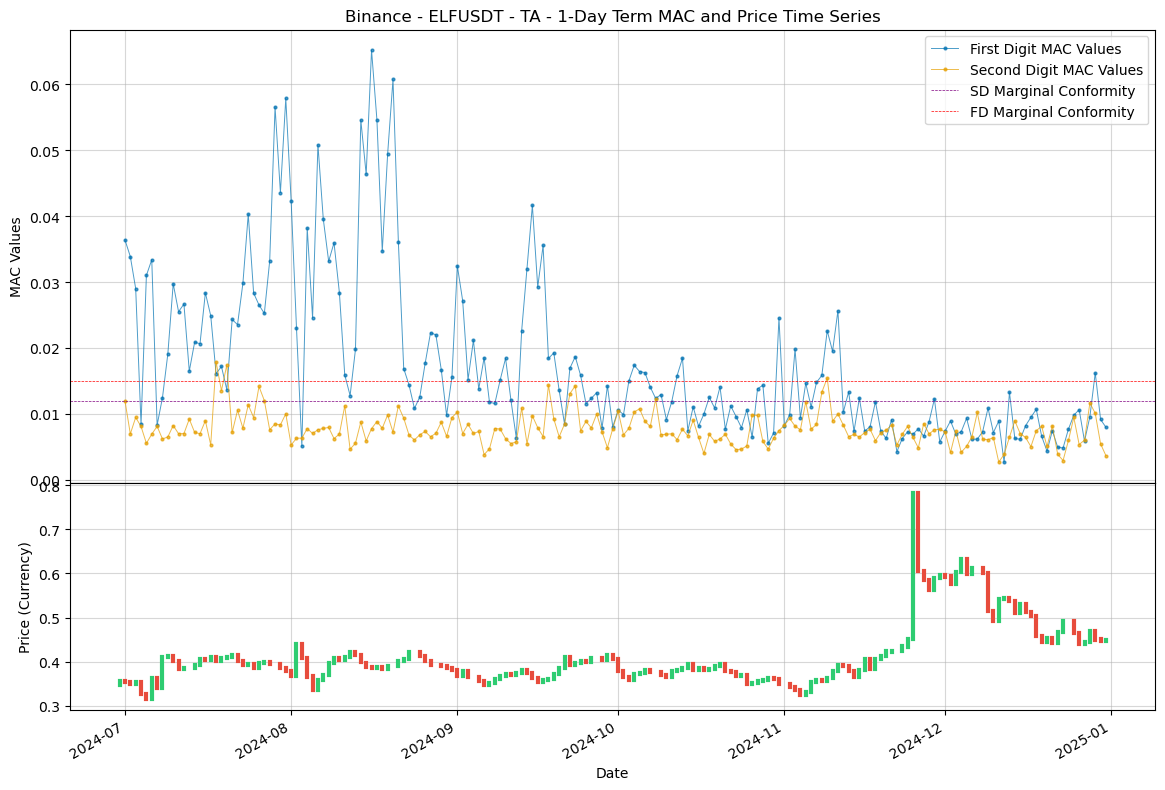 Binance - ELFUSDT - TA - 1-Day Term MAC and Price Time Series
First Digit MAC Values
Second Digit MAC Values
SD Marginal Conformity
FD Marginal Conformity
MAC Values
0.06
0.05
0.04
0.03
0.02
0.01
0.00
Price (Currency)
0.8
0.7
0.6
0.5
0.4
0.3
2024-07
2024-08
2024-09
2024-10
2024-11
2024-12
2025-01
Date